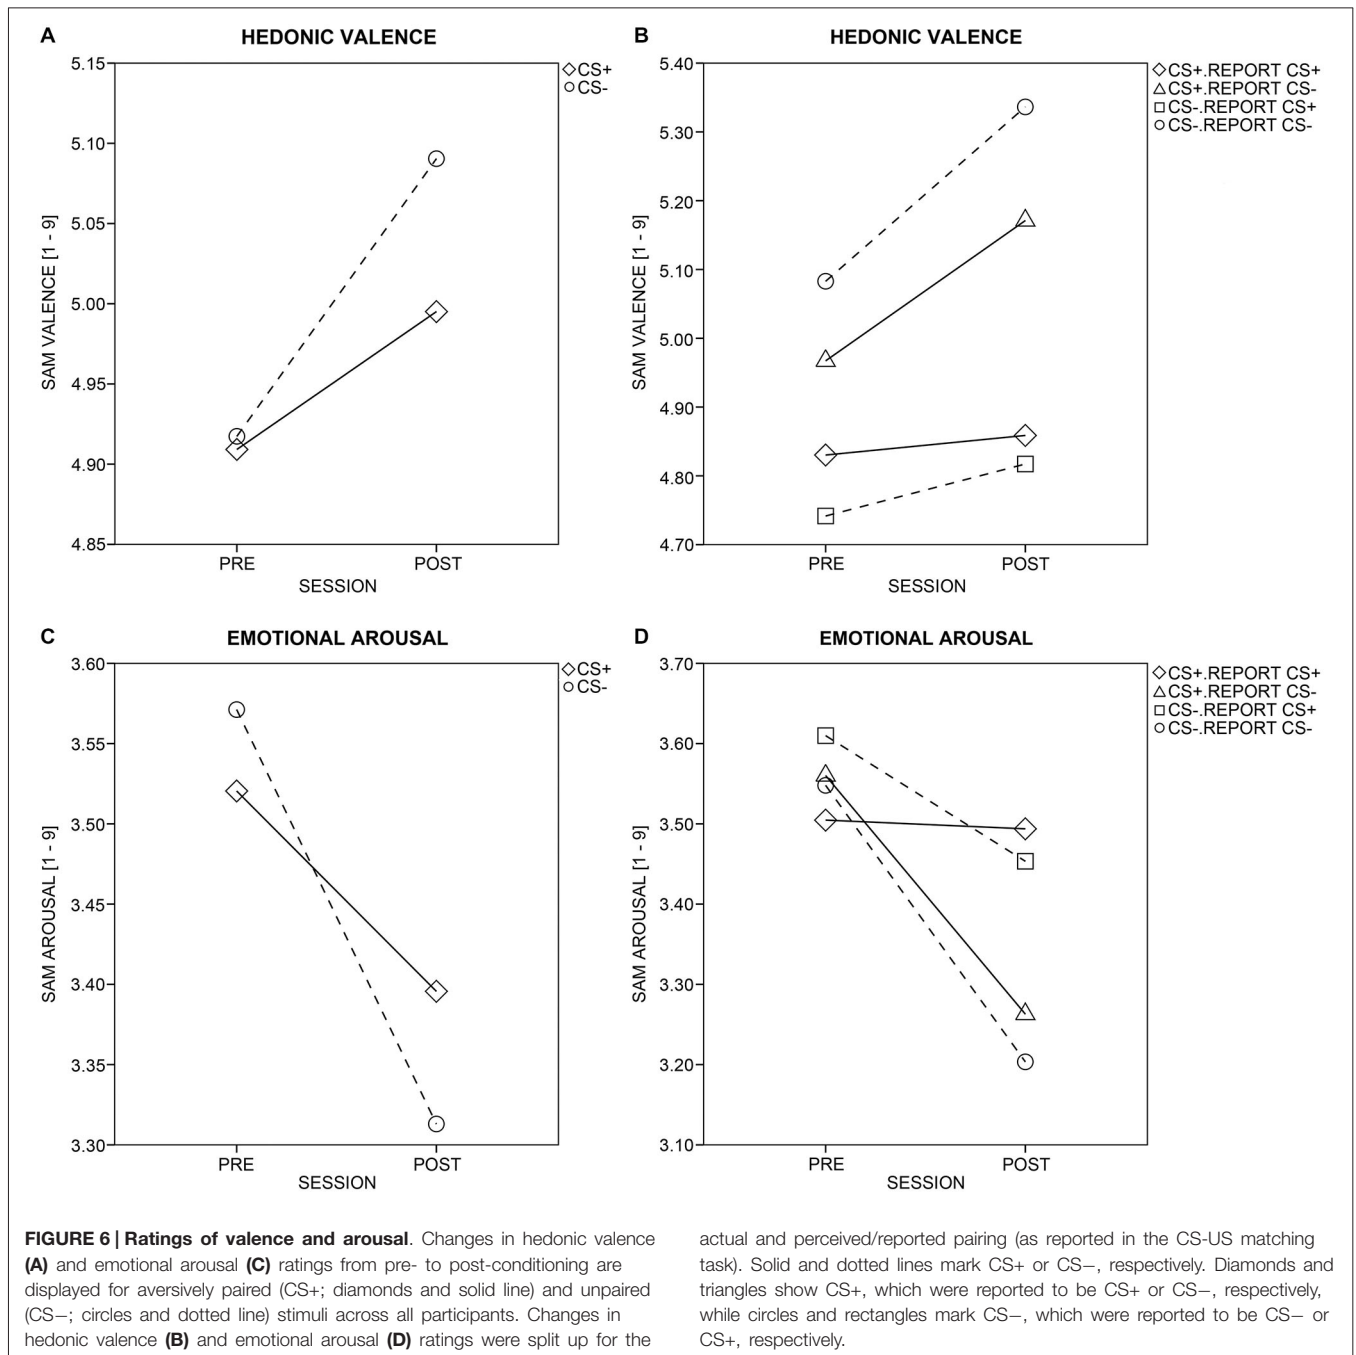 A
HEDONIC VALENCE
5.15
5.10
5.05
5.00
4.95
4.90
4.85
SAM VALENCE [1 - 9]
PRE
POST
SESSION
CS+
CS-
B
HEDONIC VALENCE
5.40
5.30
5.20
5.10
5.00
4.90
4.80
4.70
SAM VALENCE [1 - 9]
PRE
POST
SESSION
CS+.REPORT CS+
CS+.REPORT CS-
CS-.REPORT CS+
CS-.REPORT CS-
C
EMOTIONAL AROUSAL
3.60
3.55
3.50
3.45
3.40
3.35
3.30
SAM AROUSAL [1 - 9]
PRE
POST
SESSION
CS+
CS-
D
EMOTIONAL AROUSAL
3.70
3.60
3.50
3.40
3.30
3.20
3.10
SAM AROUSAL [1 - 9]
PRE
POST
SESSION
CS+.REPORT CS+
CS+.REPORT CS-
CS-.REPORT CS+
CS-.REPORT CS-
FIGURE 6 | Ratings of valence and arousal. Changes in hedonic valence
(A) and emotional arousal (C) ratings from pre- to post-conditioning are
displayed for aversively paired (CS+; diamonds and solid line) and unpaired
(CS−; circles and dotted line) stimuli across all participants. Changes in
hedonic valence (B) and emotional arousal (D) ratings were split up for the
actual and perceived/reported pairing (as reported in the CS-US matching
task). Solid and dotted lines mark CS+ or CS−, respectively. Diamonds and
triangles show CS+, which were reported to be CS+ or CS−, respectively,
while circles and rectangles mark CS−, which were reported to be CS− or
CS+, respectively.